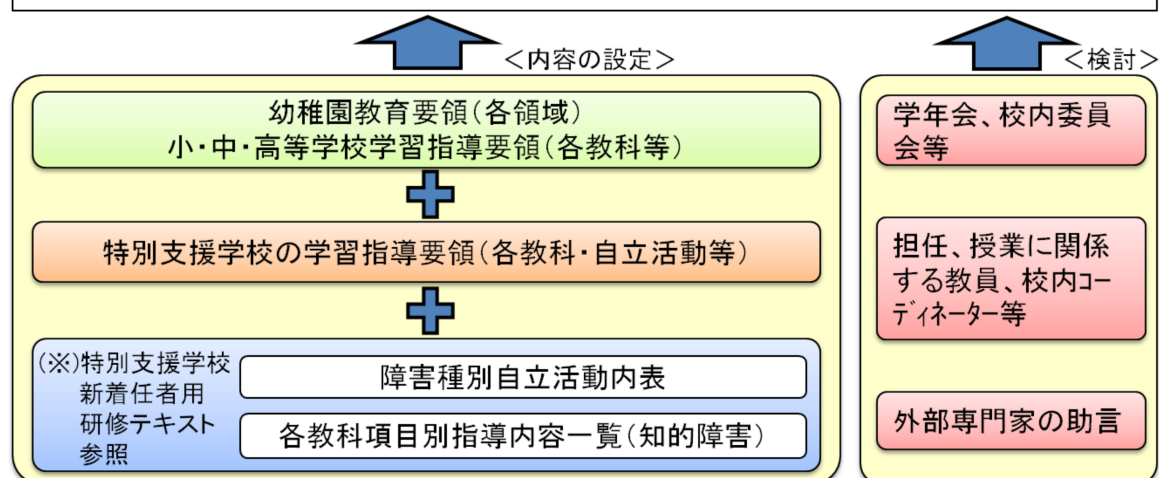 ＜内容の設定＞
幼稚園教育要領（各領域）
小・中・高等学校学習指導要領（各教科等）
特別支援学校の学習指導要領（各教科・自立活動等）
(※)特別支援学校
新着任者用
研修テキスト
参照
障害種別自立活動内表
各教科項目別指導内容一覧（知的障害）
＜検討＞
学年会、校内委員
会等
担任、授業に関係
する教員、校内ｺｰ
ﾃﾞｨﾈｰﾀｰ等
外部専門家の助言